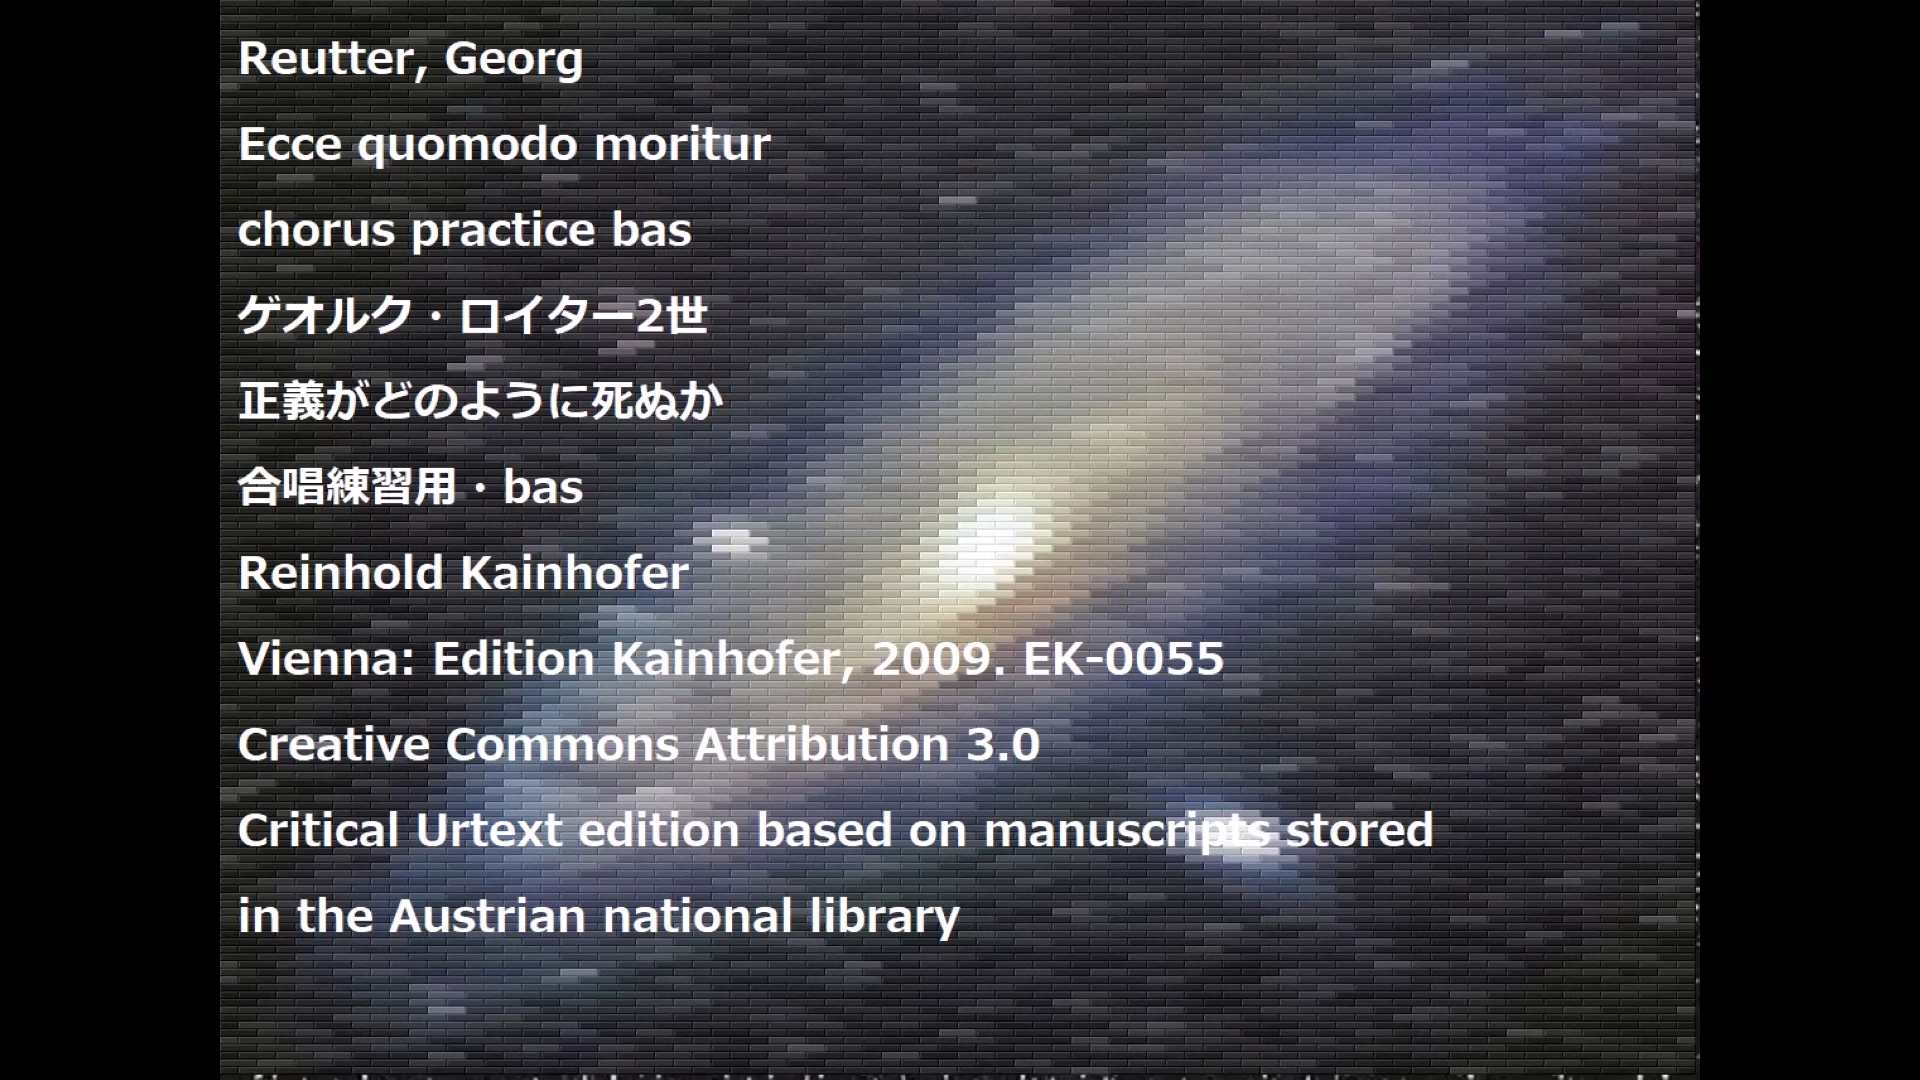 Reutter, Georg
Ecce quomodo moritur
chorus practice bas
ゲオルク・ロイター2世
正義がどのように死ぬか
合唱練習用・bas
Reinhold Kainhofer
Vienna: Edition Kainhofer, 2009. EK-0055
Creative Commons Attribution 3.0
Critical Urtext edition based on manuscripts stored
in the Austrian national library